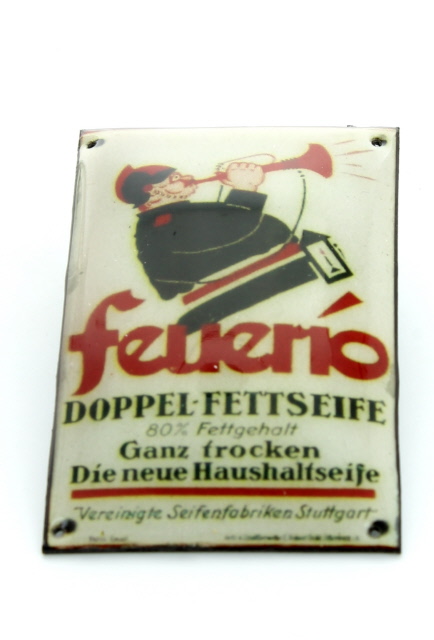 feuerio
DOPPEL-FETTSEIFE
80% Fettgehalt
Ganz trocken
Die neue Haushaltseife
"Vereinigte Seifenfabriken Stuttgart"